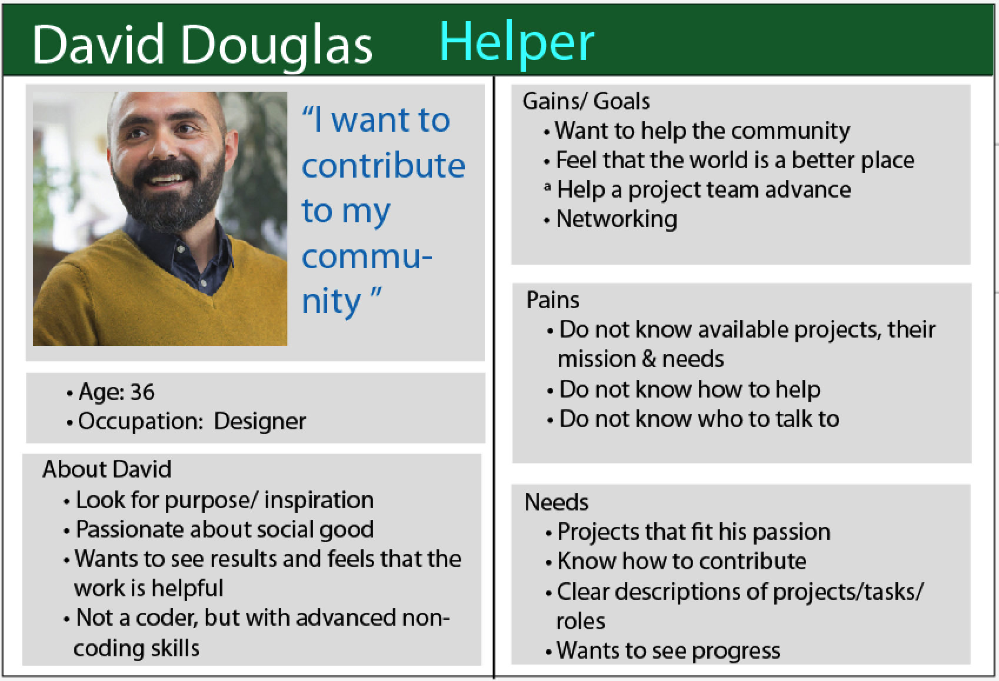 David Douglas Helper
“I want to
contribute
to my
commu-
nity ”
• Age: 36
• Occupation:  Designer
About David
• Look for purpose/ inspiration
• Passionate about social good
• Wants to see results and feels that the
work is helpful
• Not a coder, but with advanced non-
coding skills
Gains/ Goals
• Want to help the community
• Feel that the world is a better place
ª Help a project team advance
• Networking
Pains
• Do not know available projects, their
mission & needs
• Do not know how to help
• Do not know who to talk to
Needs
• Projects that fit his passion
• Know how to contribute
• Clear descriptions of projects/tasks/
roles
• Wants to see progress